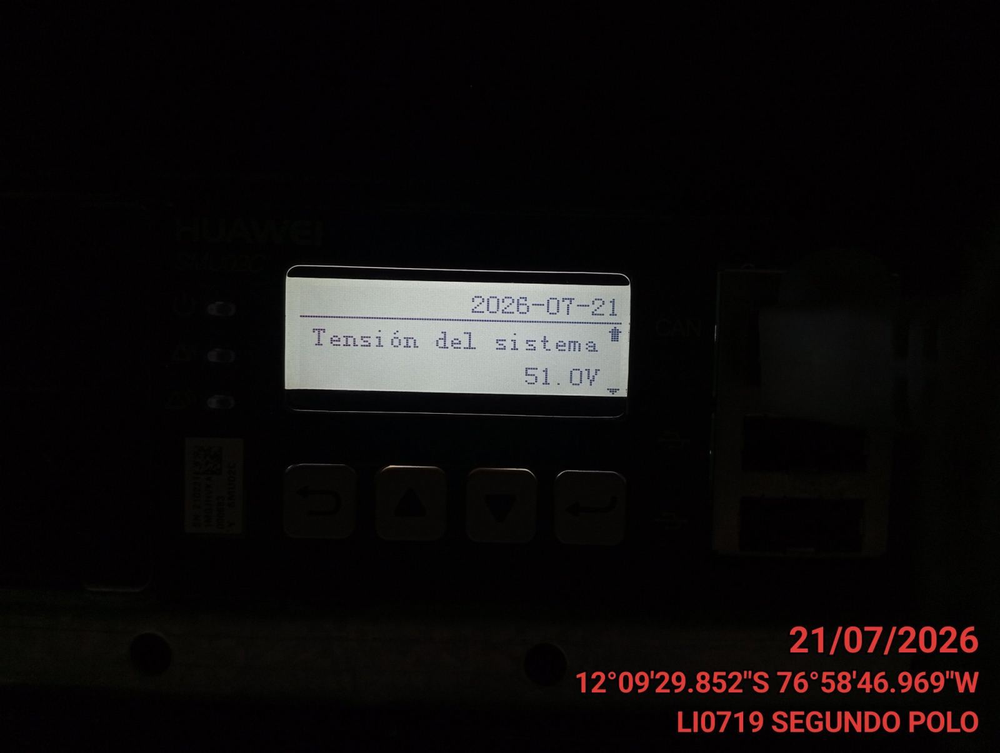 HUAWEI
SMU02C
2026-07-21
Tensión del sistema
51.0V
CAN
21/07/2026
12°09'29.852"S 76°58'46.969"W
LI0719 SEGUNDO POLO